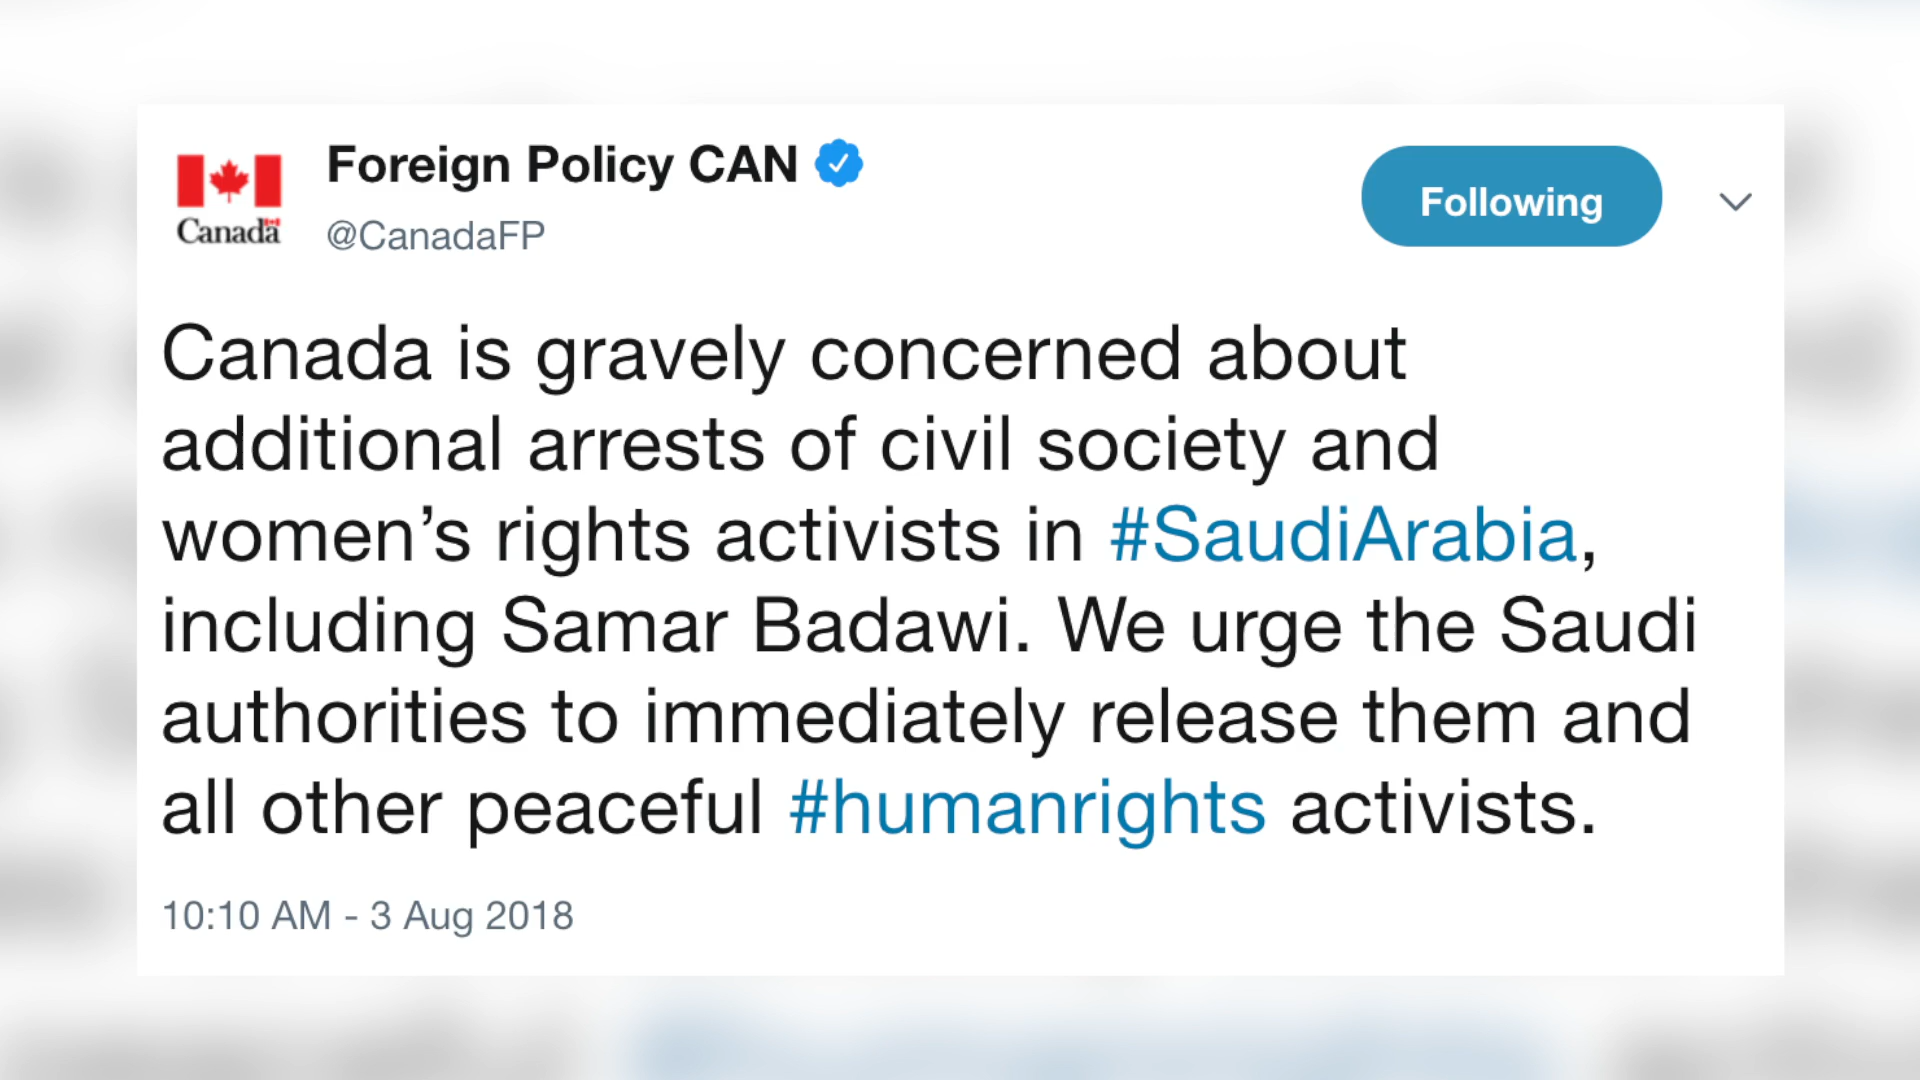 Foreign Policy CAN
@CanadaFP
Canada
Following
Canada is gravely concerned about
additional arrests of civil society and
women’s rights activists in #SaudiArabia,
including Samar Badawi. We urge the Saudi
authorities to immediately release them and
all other peaceful #humanrights activists.
10:10 AM - 3 Aug 2018